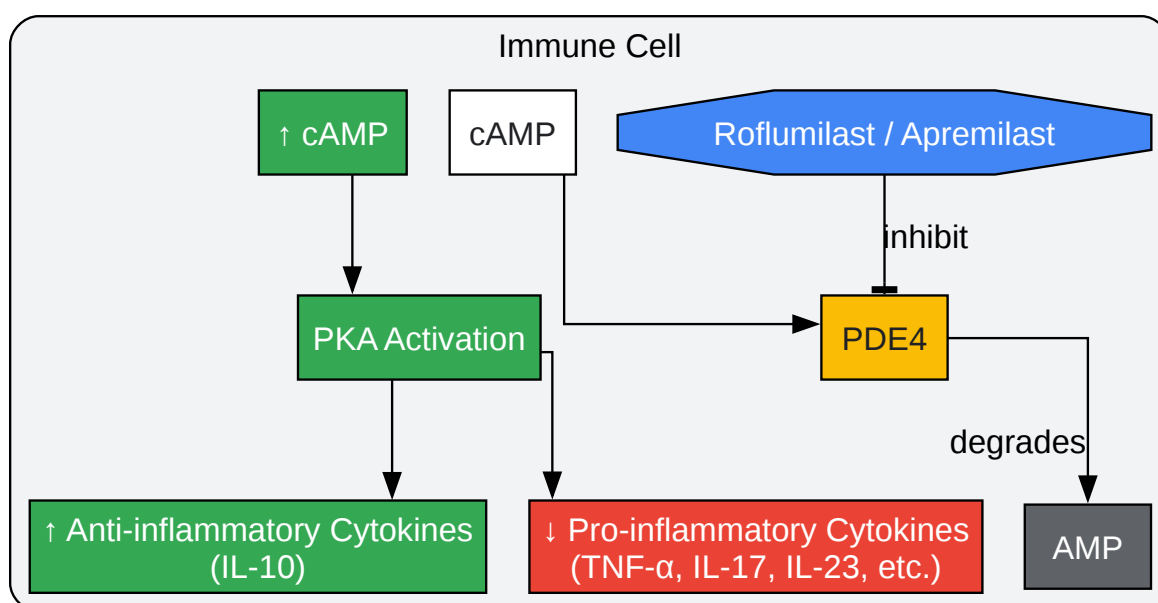 Immune Cell
↑ cAMP
cAMP
Roflumilast / Apremilast
inhibit
PKA Activation
PDE4
degrades
↑ Anti-inflammatory Cytokines
(IL-10)
↓ Pro-inflammatory Cytokines
(TNF-α, IL-17, IL-23, etc.)
AMP